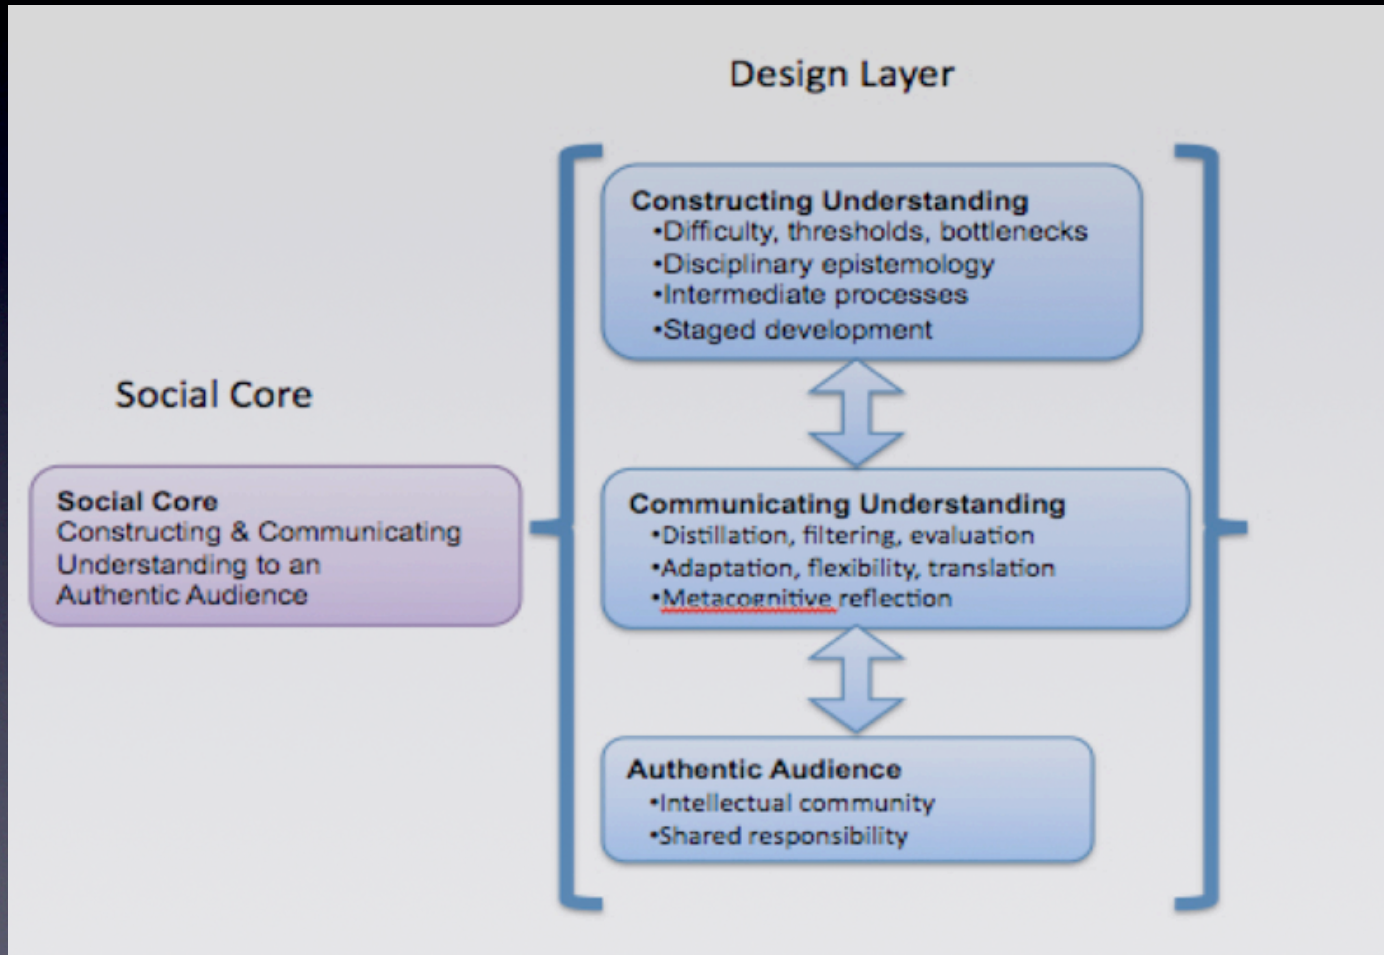 Design Layer
Constructing Understanding
•Difficulty, thresholds, bottlenecks
•Disciplinary epistemology
•Intermediate processes
•Staged development
Social Core
Social Core
Constructing & Communicating
Understanding to an
Authentic Audience
Communicating Understanding
•Distillation, filtering, evaluation
•Adaptation, flexibility, translation
•Metacognitive reflection
Authentic Audience
•Intellectual community
•Shared responsibility